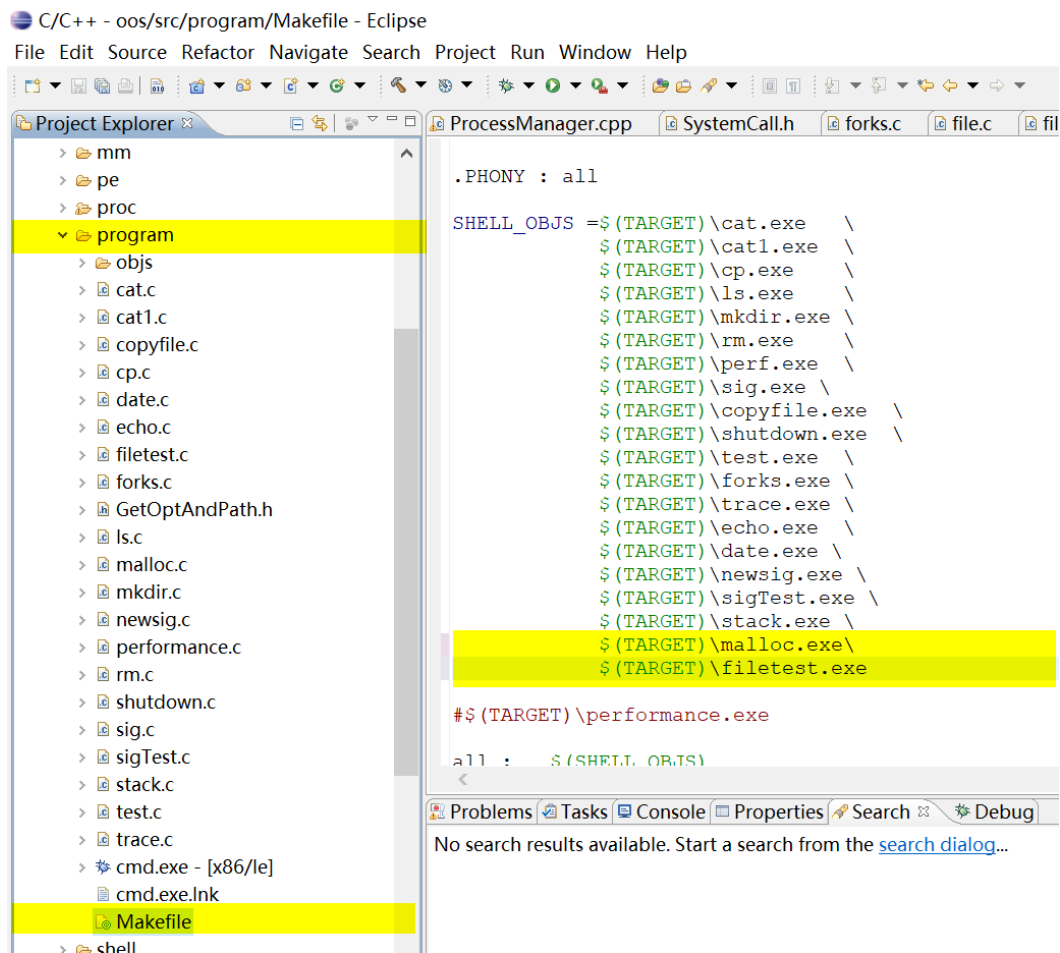 C/C++ - oos/src/program/Makefile - Eclipse
File Edit Source Refactor Navigate Search Project Run Window Help
Project Explorer
mm
pe
proc
program
objs
cat.c
cat1.c
copyfile.c
cp.c
date.c
echo.c
filetest.c
forks.c
GetOptAndPath.h
ls.c
malloc.c
mkdir.c
newsig.c
performance.c
rm.c
shutdown.c
sig.c
sigTest.c
stack.c
test.c
trace.c
cmd.exe - [x86/le]
cmd.exe.lnk
Makefile
shell
ProcessManager.cpp SystemCall.h forks.c file.c fil
.PHONY : all
SHELL_OBJS =$(TARGET)\cat.exe \
$(TARGET)\cat1.exe \
$(TARGET)\cp.exe \
$(TARGET)\ls.exe \
$(TARGET)\mkdir.exe \
$(TARGET)\rm.exe \
$(TARGET)\perf.exe \
$(TARGET)\sig.exe \
$(TARGET)\copyfile.exe \
$(TARGET)\shutdown.exe \
$(TARGET)\test.exe \
$(TARGET)\forks.exe \
$(TARGET)\trace.exe \
$(TARGET)\echo.exe \
$(TARGET)\date.exe \
$(TARGET)\newsig.exe \
$(TARGET)\sigTest.exe \
$(TARGET)\stack.exe \
$(TARGET)\malloc.exe\
$(TARGET)\filetest.exe
#$(TARGET)\performance.exe
all : $(SHELL_OBJS)
Problems Tasks Console Properties Search Debug
No search results available. Start a search from the search dialog...